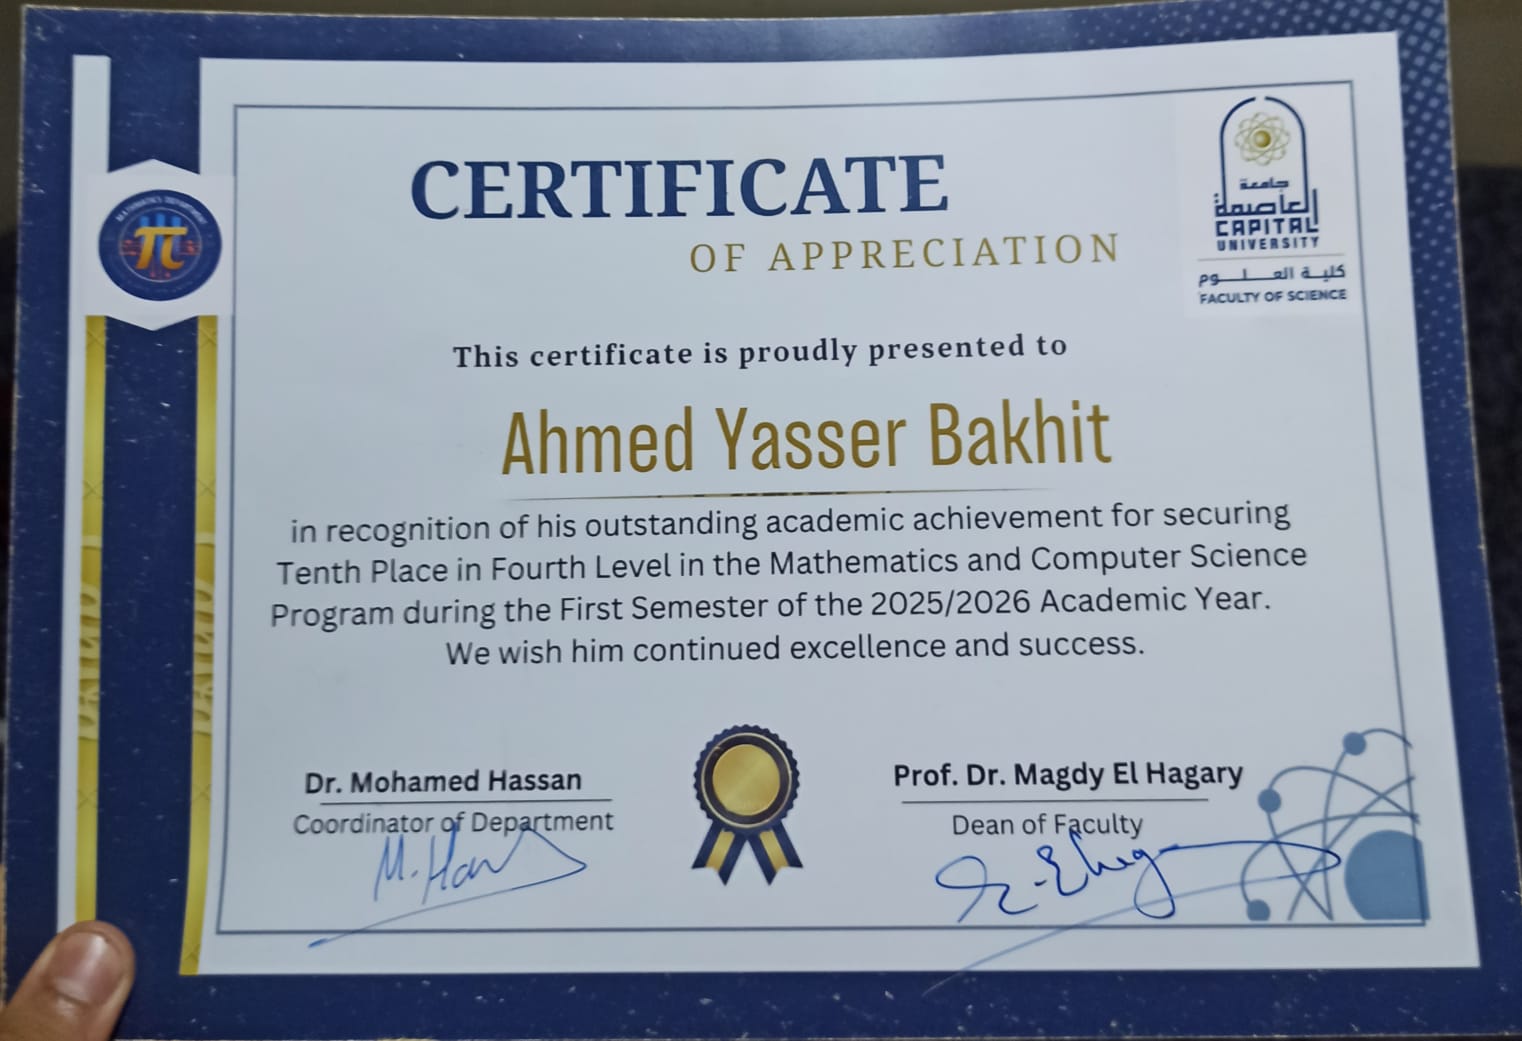 CERTIFICATE
OF APPRECIATION
MATHEMATICS DEPARTMENT
π
جامعة
العاصمة
CAPITAL
UNIVERSITY
كلية العلوم
FACULTY OF SCIENCE
This certificate is proudly presented to
Ahmed Yasser Bakhit
in recognition of his outstanding academic achievement for securing
Tenth Place in Fourth Level in the Mathematics and Computer Science
Program during the First Semester of the 2025/2026 Academic Year.
We wish him continued excellence and success.
Dr. Mohamed Hassan
Coordinator of Department
Prof. Dr. Magdy El Hagary
Dean of Faculty